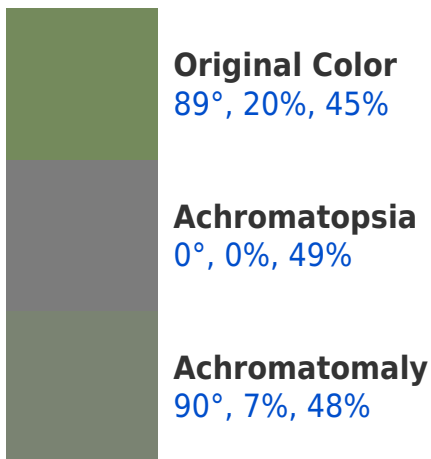 Original Color
89°, 20%, 45%
Achromatopsia
0°, 0%, 49%
Achromatomaly
90°, 7%, 48%